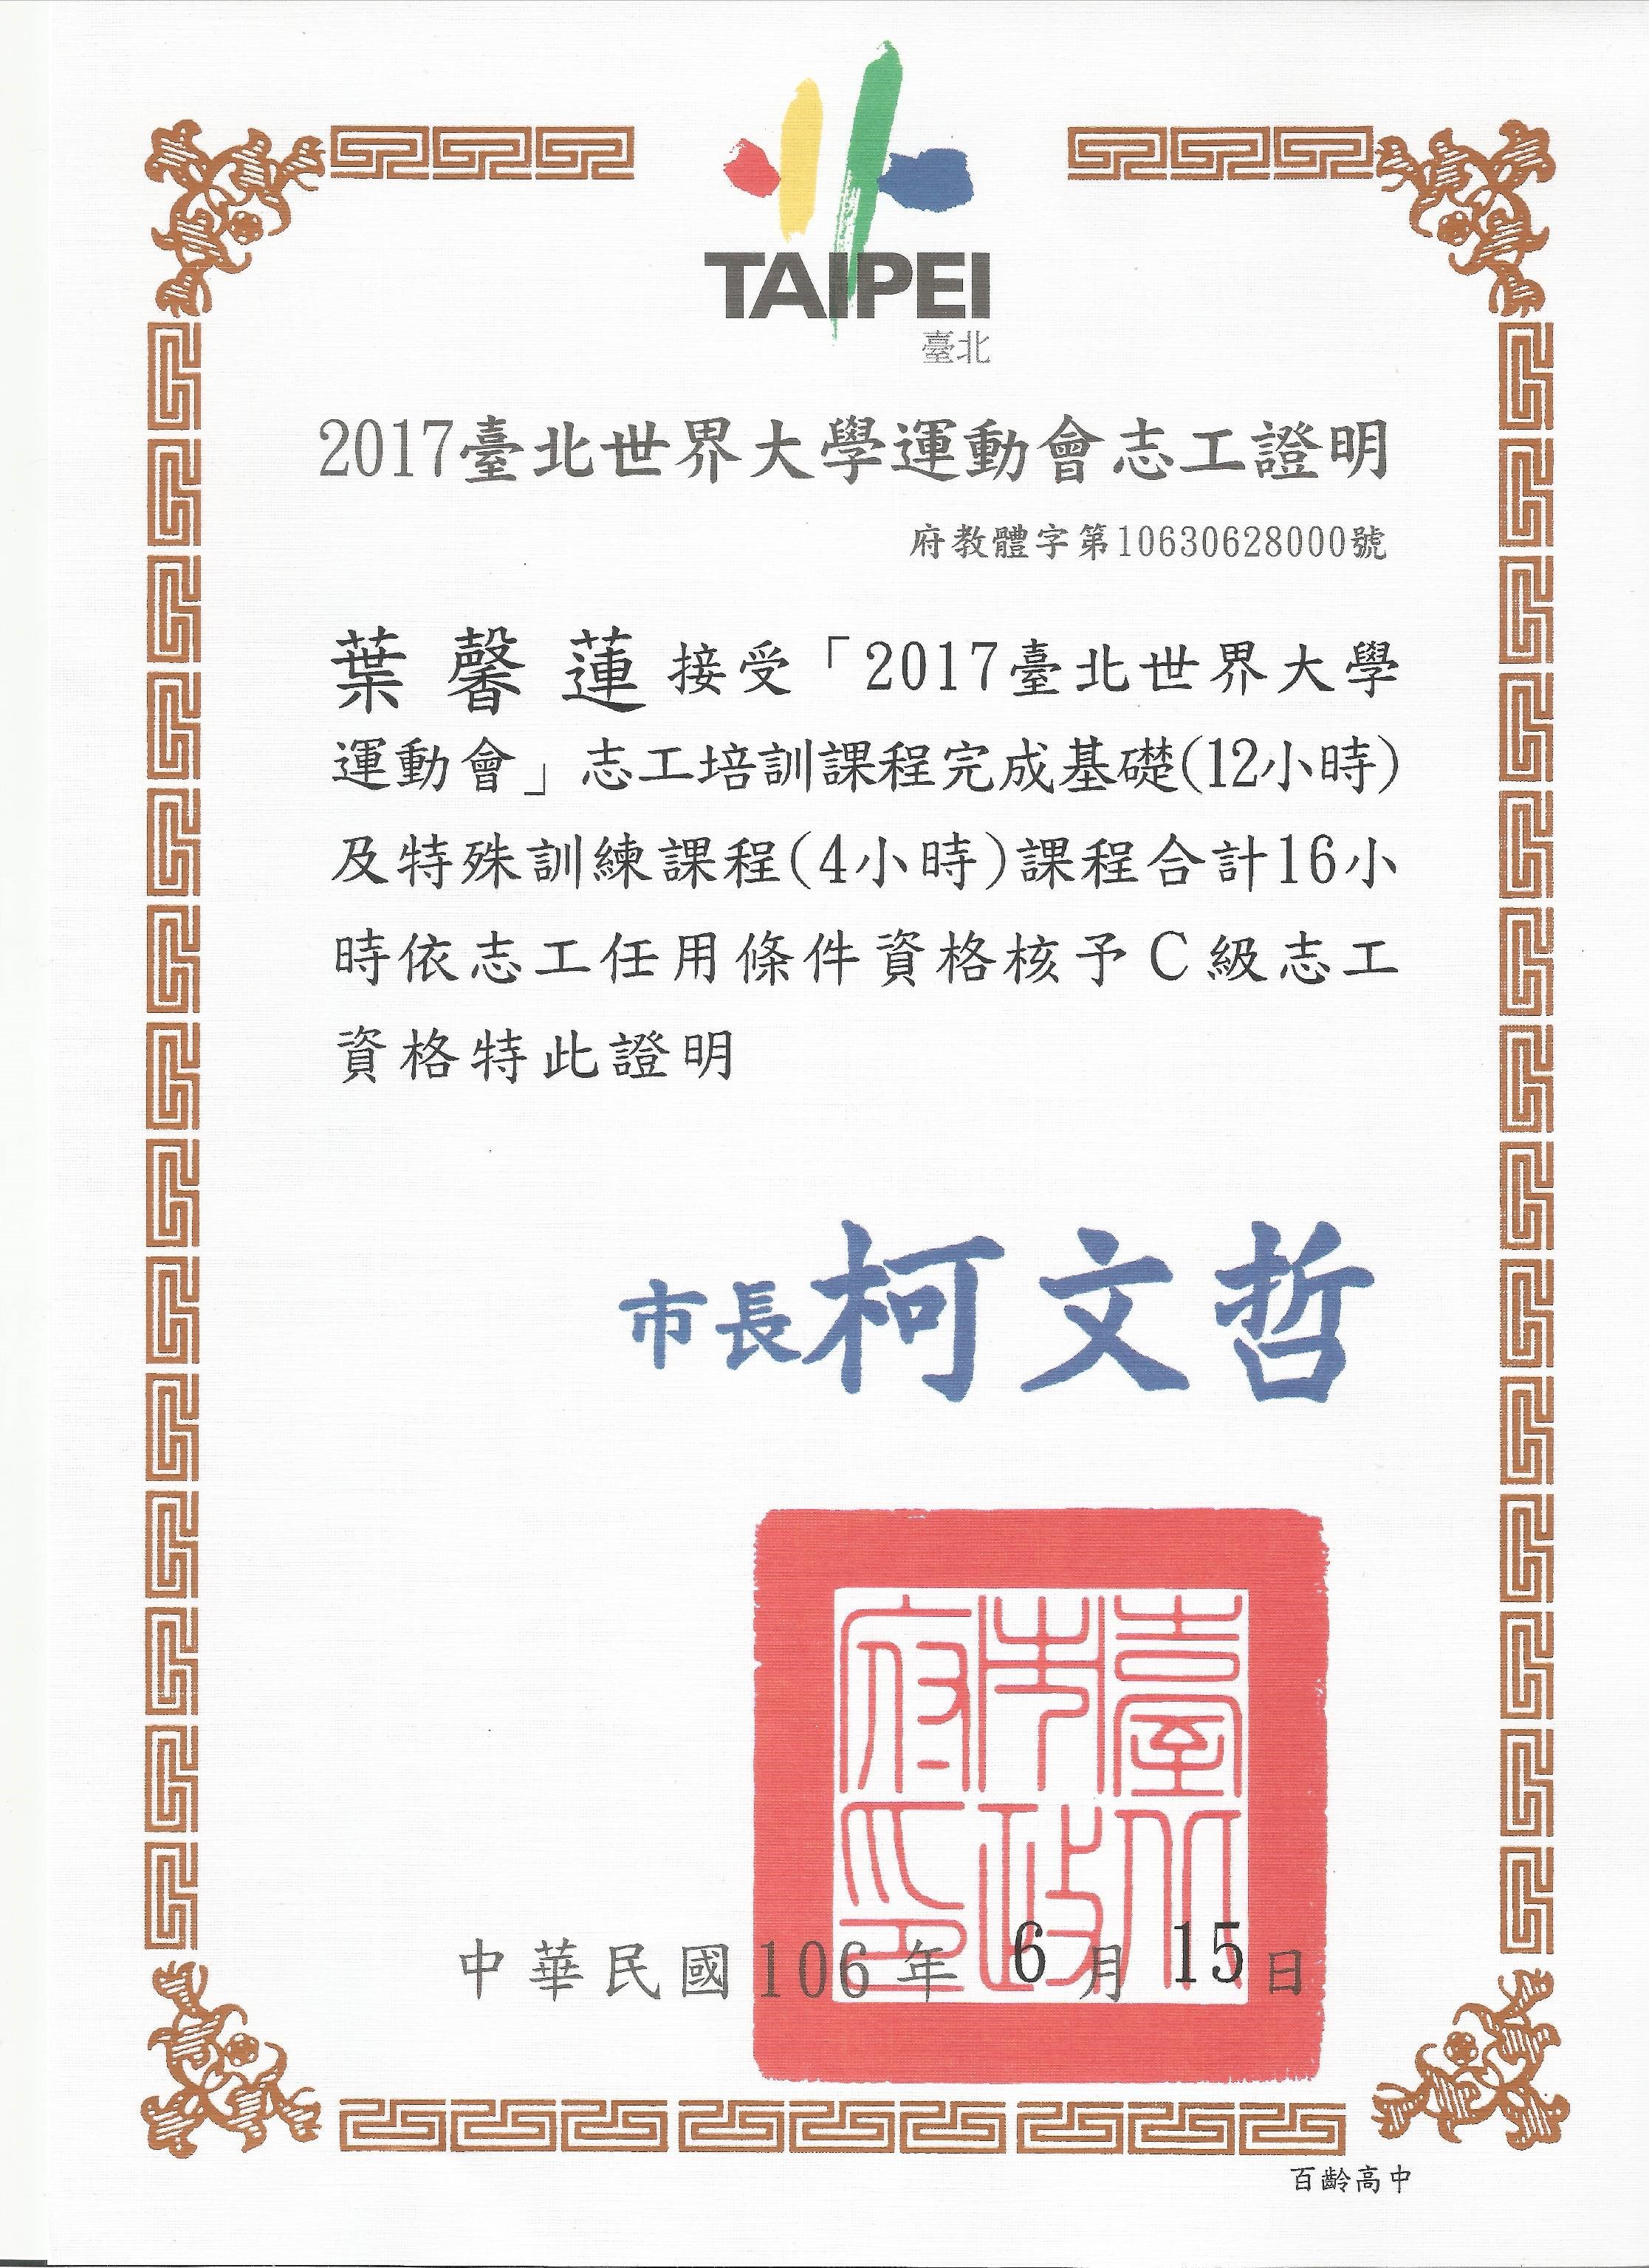 TAIPEI
臺北
2017臺北世界大學運動會志工證明
府教體字第10630628000號
葉馨蓮接受「2017臺北世界大學
運動會」志工培訓課程完成基礎(12小時)
及特殊訓練課程(4小時)課程合計16小
時依志工任用條件資格核予C級志工
資格特此證明
市長柯文哲
臺北市政府印
中華民國106年6月15日
百齡高中